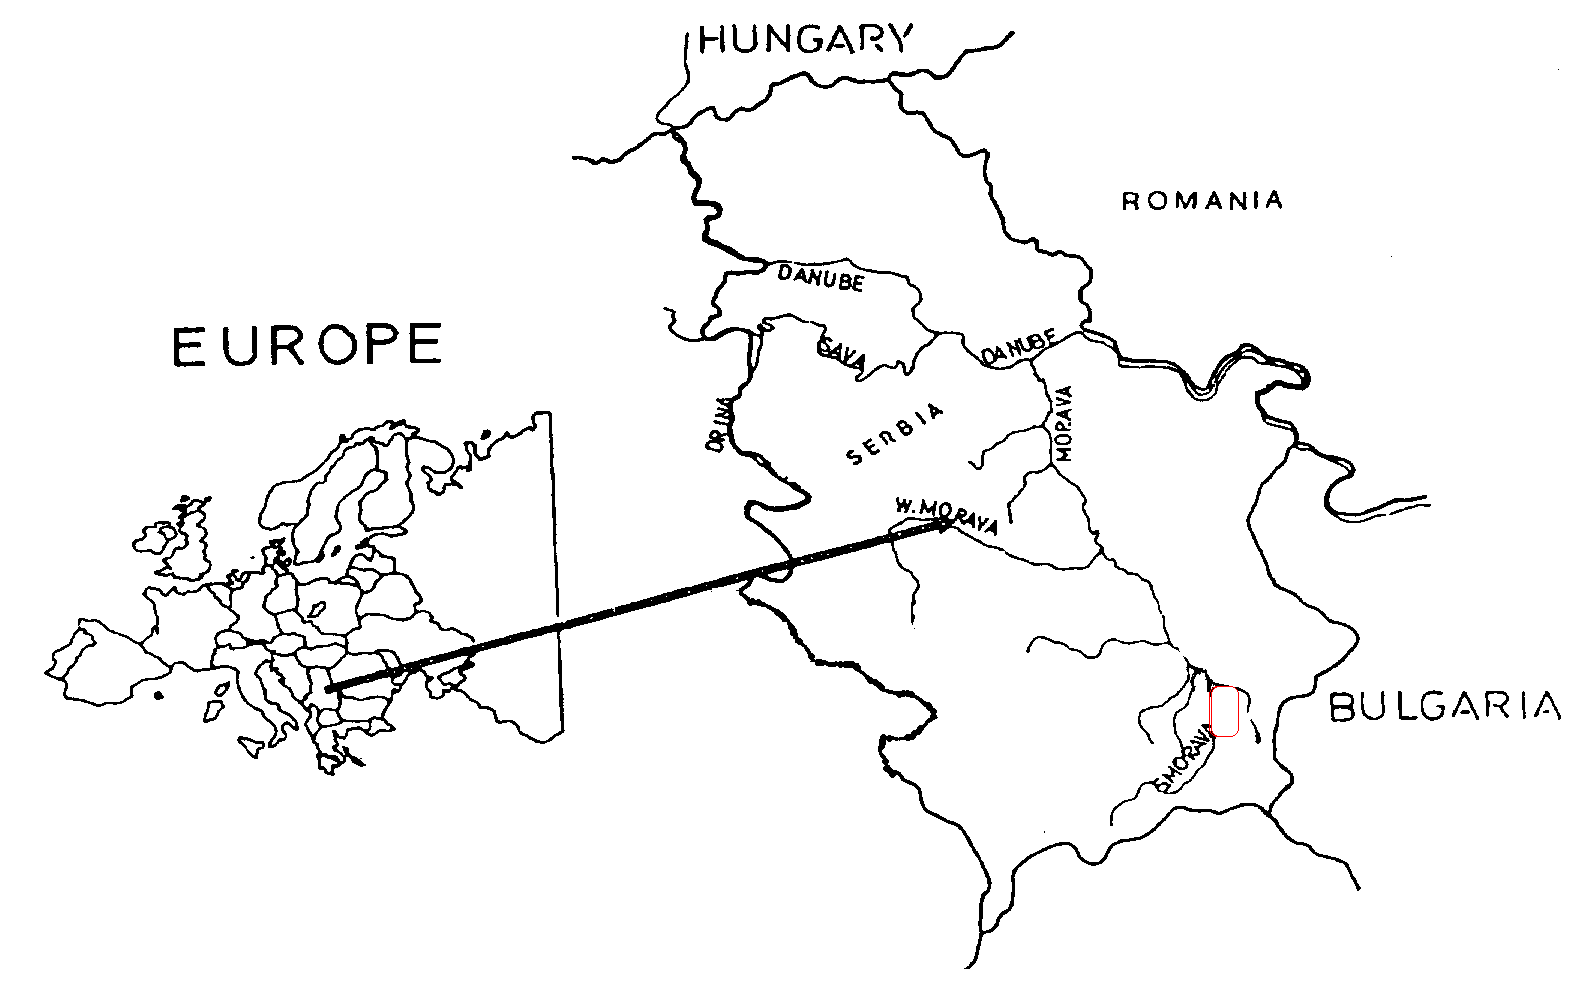 HUNGARY
ROMANIA
DANUBE
EUROPE
SAVA
DANUBE
DRINA
SERBIA
MORAVA
W. MORAVA
BULGARIA
S MORAVA